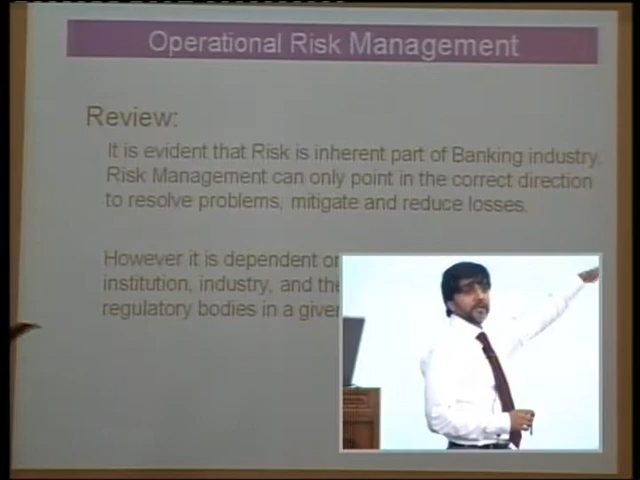 Operational Risk Management
Review:
It is evident that Risk is inherent part of Banking industry.
Risk Management can only point in the correct direction
to resolve problems, mitigate and reduce losses.
However it is dependent on
institution, industry, and the
regulatory bodies in a given